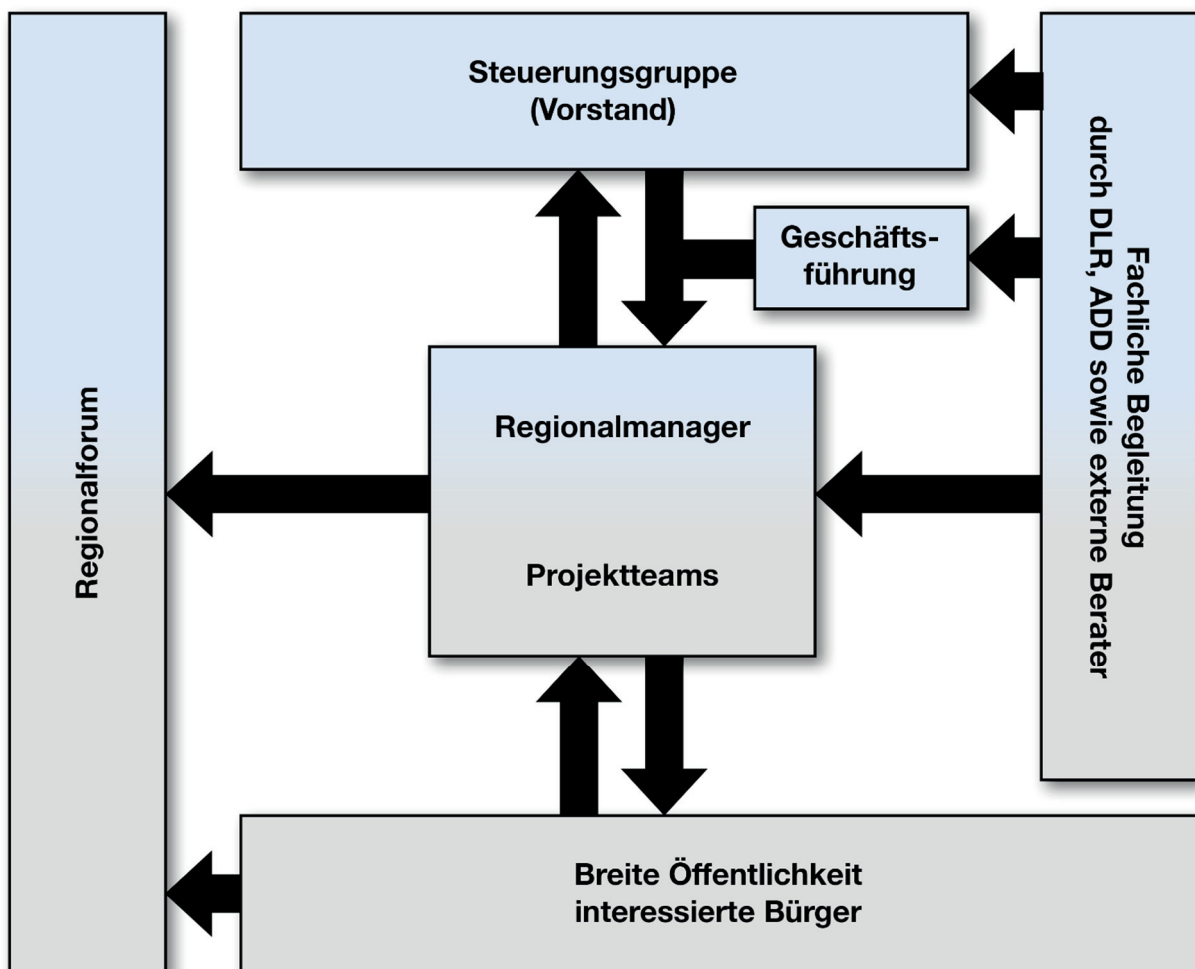 Steuerungsgruppe
(Vorstand)
Geschäfts-
führung
Fachliche Begleitung
durch DLR, ADD sowie externe Berater
Regionalmanager
Regionalforum
Projektteams
Breite Öffentlichkeit
interessierte Bürger